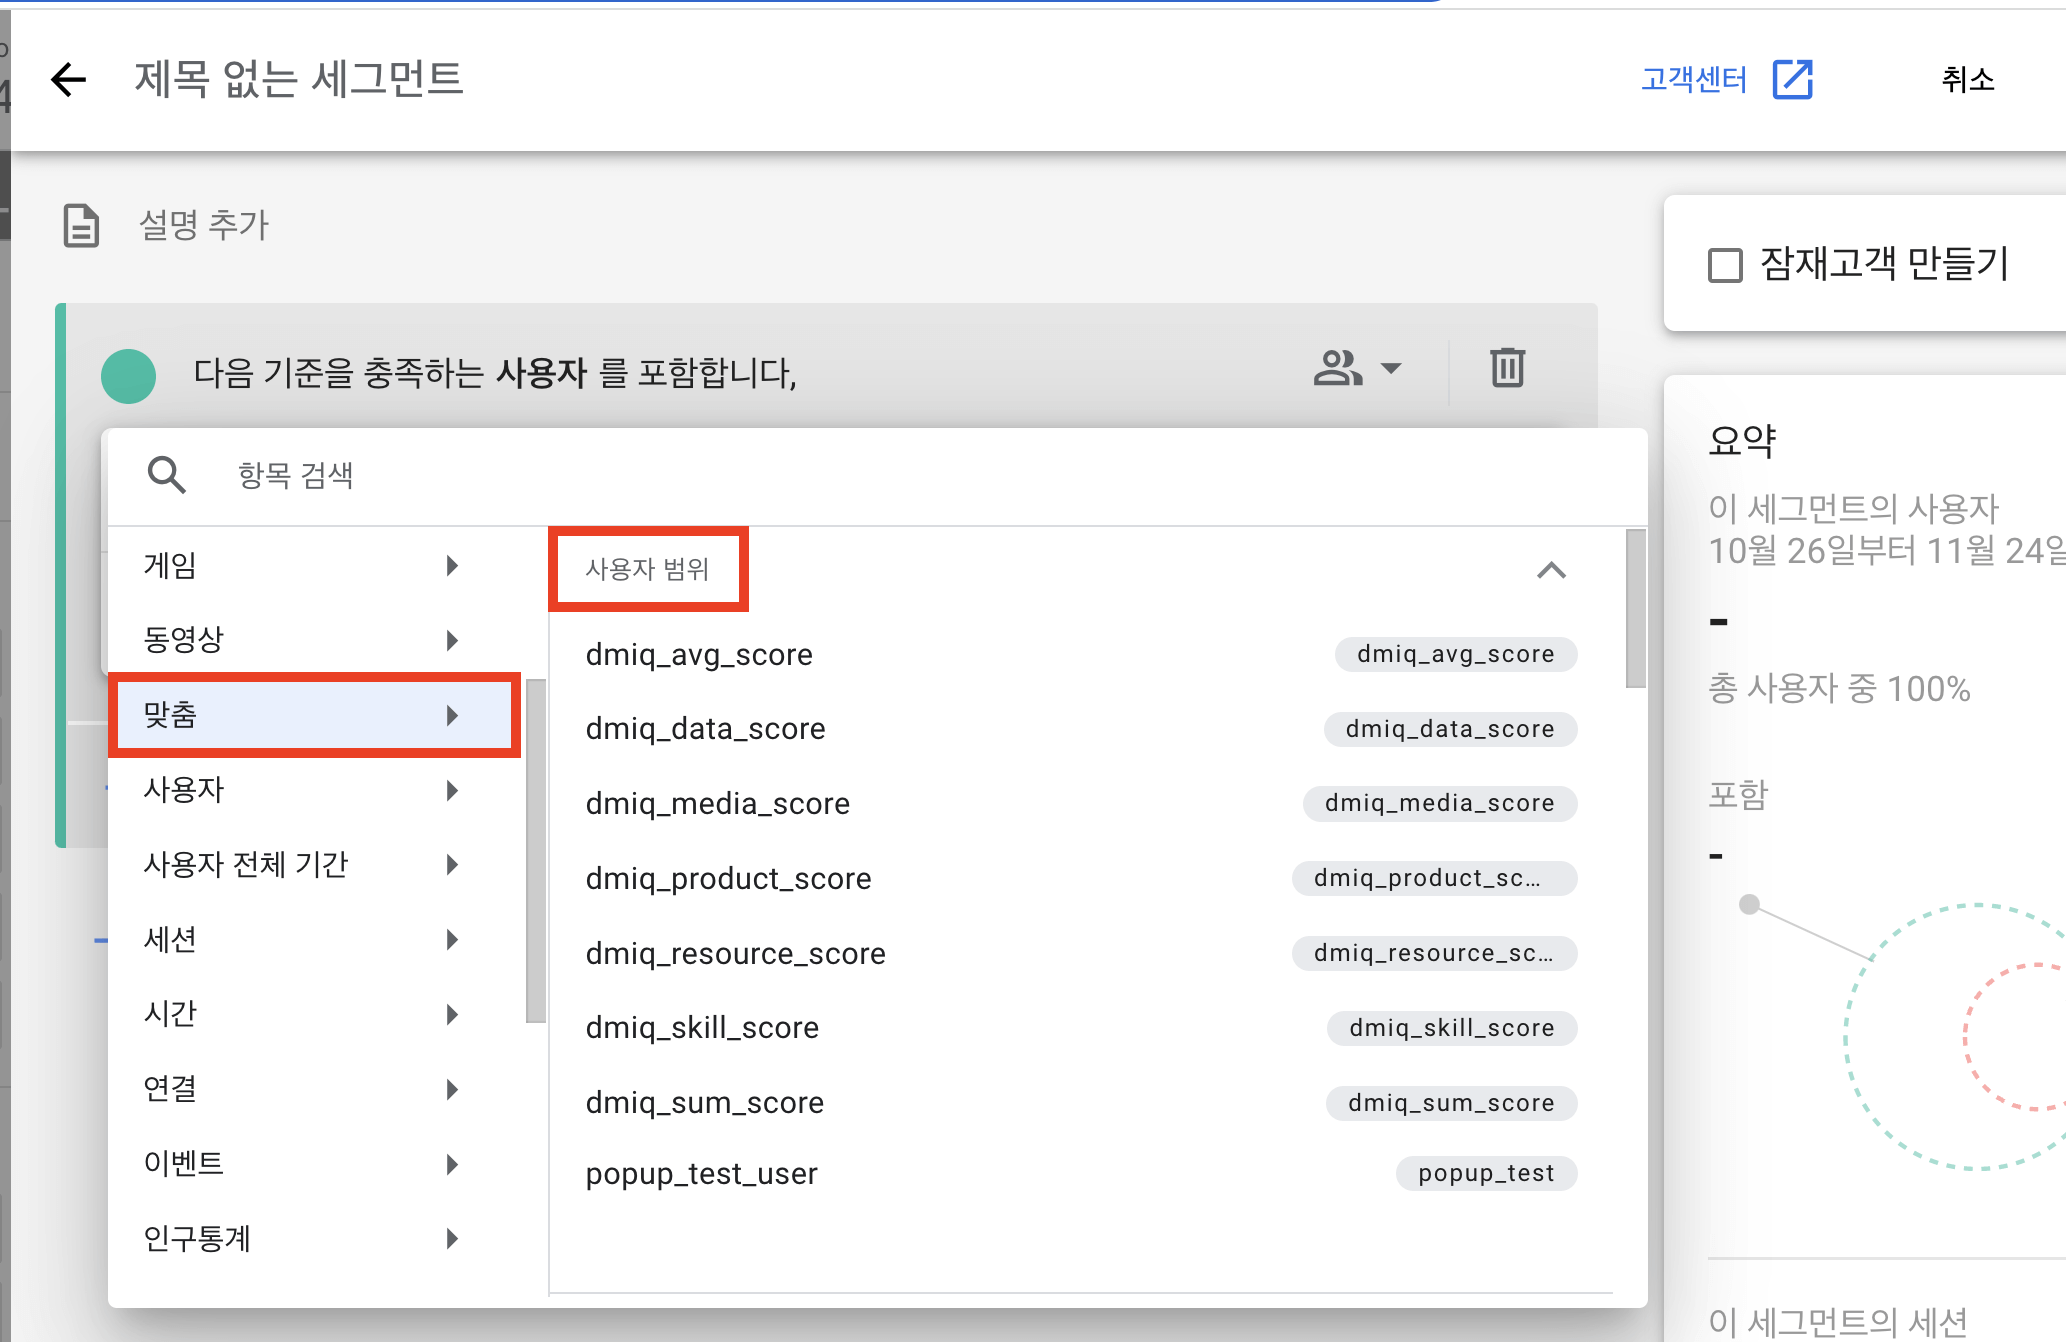 제목 없는 세그먼트
고객센터
취소
설명 추가
잠재고객 만들기
다음 기준을 충족하는 사용자 를 포함합니다,
항목 검색
게임
동영상
맞춤
사용자
사용자 전체 기간
세션
시간
연결
이벤트
인구통계
사용자 범위
dmiq_avg_score dmiq_avg_score
dmiq_data_score dmiq_data_score
dmiq_media_score dmiq_media_score
dmiq_product_score dmiq_product_sc...
dmiq_resource_score dmiq_resource_sc...
dmiq_skill_score dmiq_skill_score
dmiq_sum_score dmiq_sum_score
popup_test_user popup_test
요약
이 세그먼트의 사용자
10월 26일부터 11월 24일
-
총 사용자 중 100%
포함
-
이 세그먼트의 세션